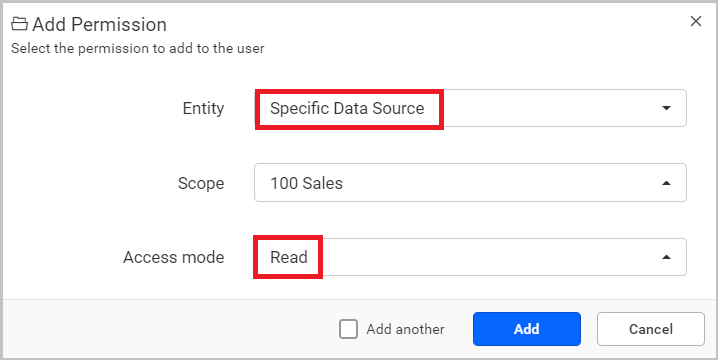 Add Permission
Select the permission to add to the user
Entity Specific Data Source
Scope 100 Sales
Access mode Read
Add another Add Cancel